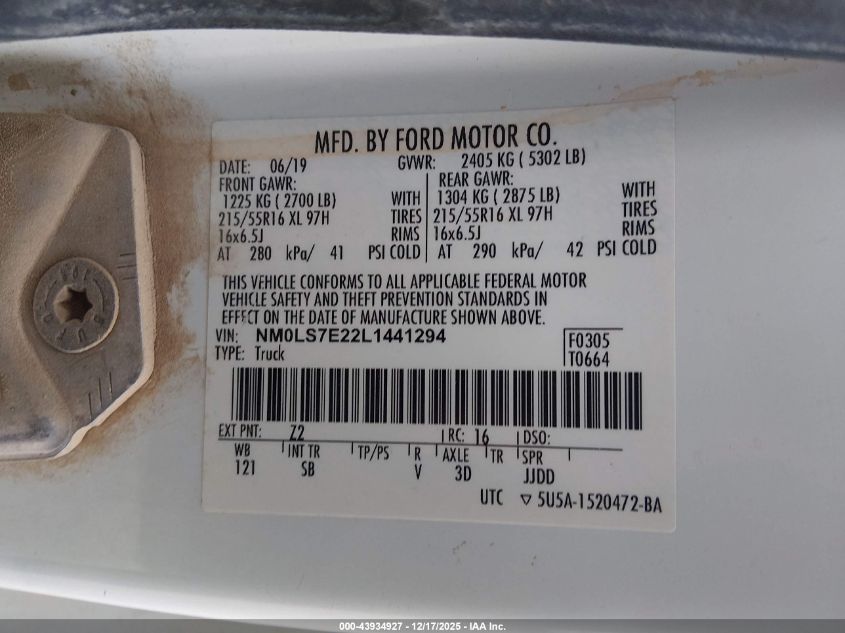 MFD. BY FORD MOTOR CO.
DATE: 06/19 GVWR: 2405 KG ( 5302 LB)
FRONT GAWR: REAR GAWR:
1225 KG ( 2700 LB) WITH 1304 KG ( 2875 LB) WITH
215/55R16 XL 97H TIRES 215/55R16 XL 97H TIRES
16x6.5J RIMS 16x6.5J RIMS
AT 280 kPa/ 41 PSI COLD AT 290 kPa/ 42 PSI COLD
THIS VEHICLE CONFORMS TO ALL APPLICABLE FEDERAL MOTOR
VEHICLE SAFETY AND THEFT PREVENTION STANDARDS IN
EFFECT ON THE DATE OF MANUFACTURE SHOWN ABOVE.
VIN: NM0LS7E22L1441294 F0305
TYPE: Truck T0664
EXT PNT: Z2 RC: 16 DSO:
WB INT TR TP/PS R AXLE TR SPR
121 SB V 3D JJDD
UTC ▽ 5U5A-1520472-BA
000-43934927 - 12/17/2025 - IAA Inc.